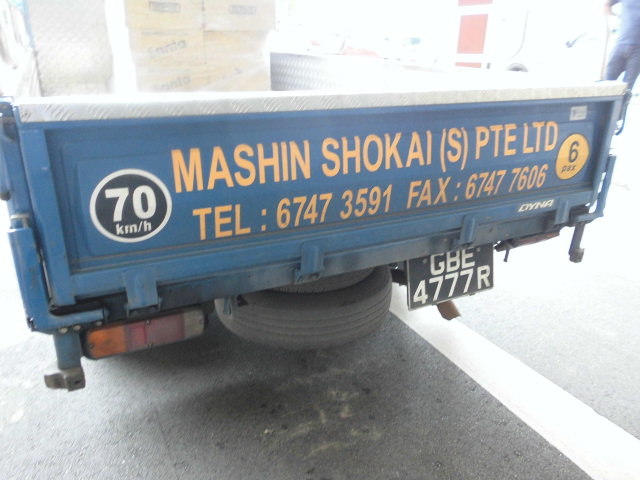 MASHIN SHOKAI (S) PTE LTD
TEL : 6747 3591 FAX : 6747 7606
70
km/h
6
pax
DYNA
GBE
4777R